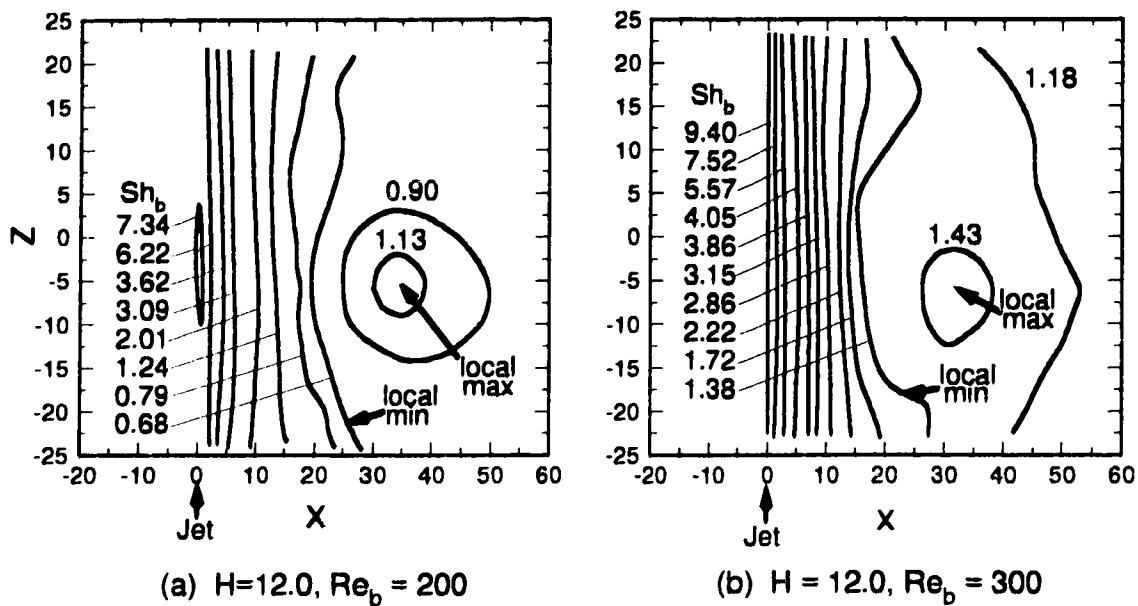 25
20
15
10
5
0
-5
-10
-15
-20
-25
Z
Sh_b
7.34
6.22
3.62
3.09
2.01
1.24
0.79
0.68
0.90
1.13
local
max
local
min
-20 -10 0 10 20 30 40 50 60
Jet
X
(a) H=12.0, Re_b = 200
25
20
15
10
5
0
-5
-10
-15
-20
-25
Sh_b
9.40
7.52
5.57
4.05
3.86
3.15
2.86
2.22
1.72
1.38
1.18
1.43
local
max
local
min
-20 -10 0 10 20 30 40 50 60
Jet
X
(b) H = 12.0, Re_b = 300